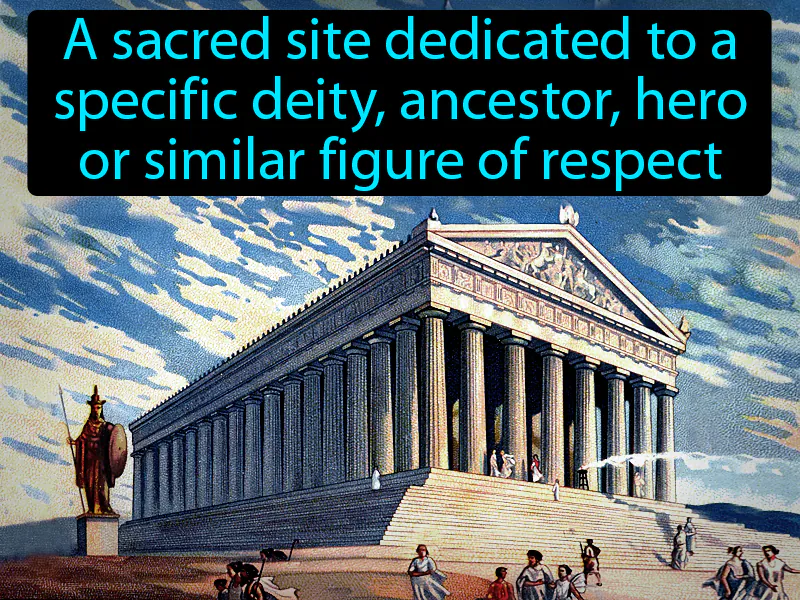 A sacred site dedicated to a
specific deity, ancestor, hero
or similar figure of respect